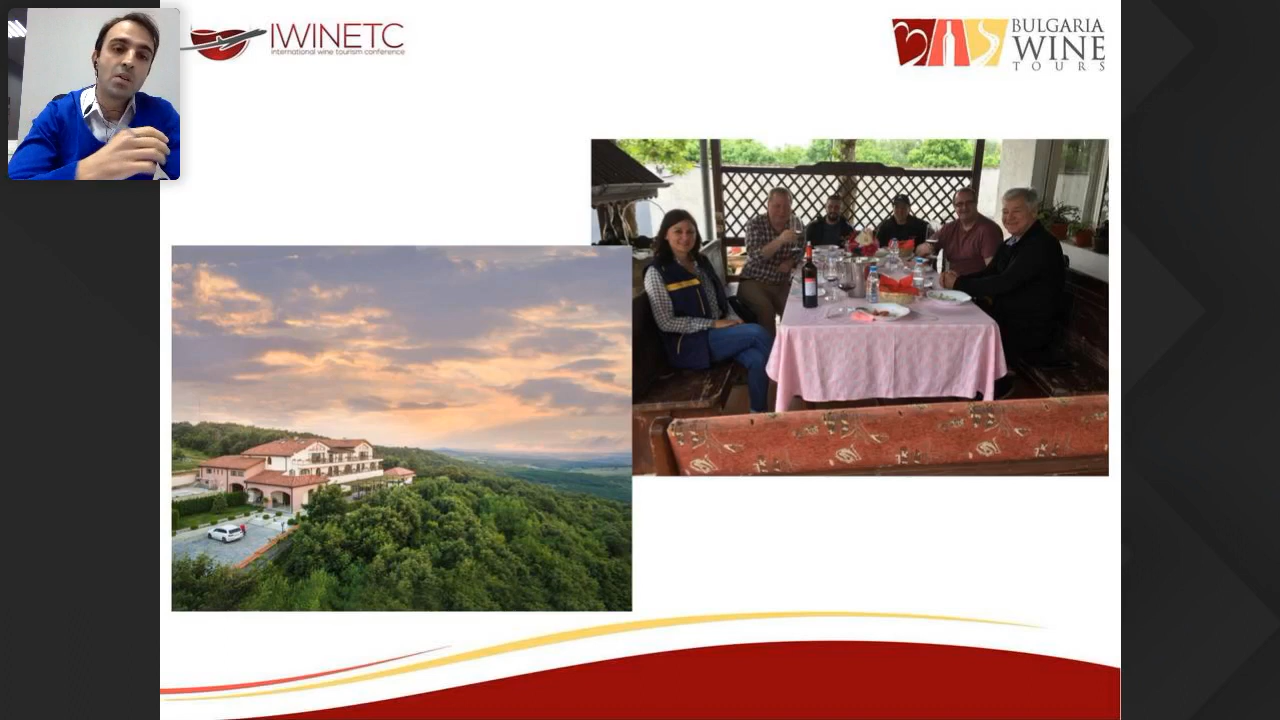 IWINETC
international wine tourism conference
BULGARIA
WINE
TOURS